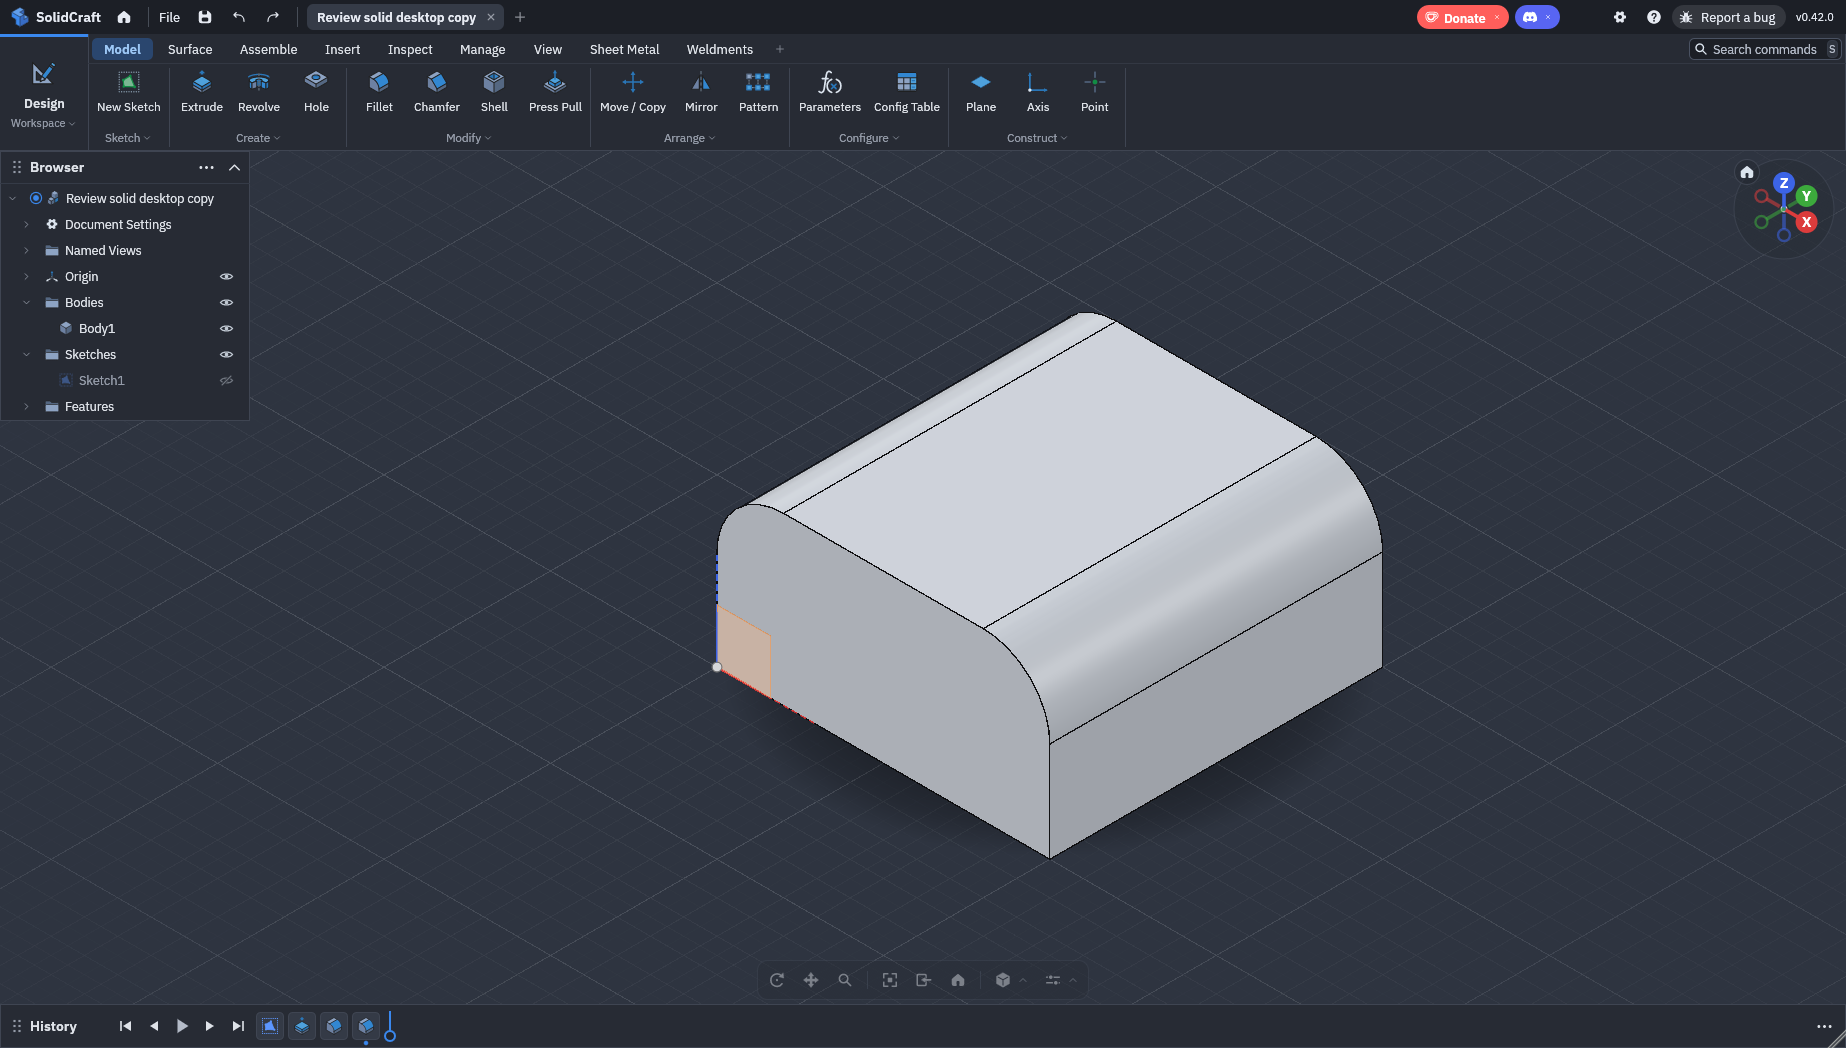 SolidCraft
File
Review solid desktop copy
Donate
Report a bug
v0.42.0
Design
Workspace
Model
Surface
Assemble
Insert
Inspect
Manage
View
Sheet Metal
Weldments
Search commands
S
New Sketch
Extrude
Revolve
Hole
Fillet
Chamfer
Shell
Press Pull
Move / Copy
Mirror
Pattern
Parameters
Config Table
Plane
Axis
Point
Sketch
Create
Modify
Arrange
Configure
Construct
Browser
Review solid desktop copy
Document Settings
Named Views
Origin
Bodies
Body1
Sketches
Sketch1
Features
Z
Y
X
History